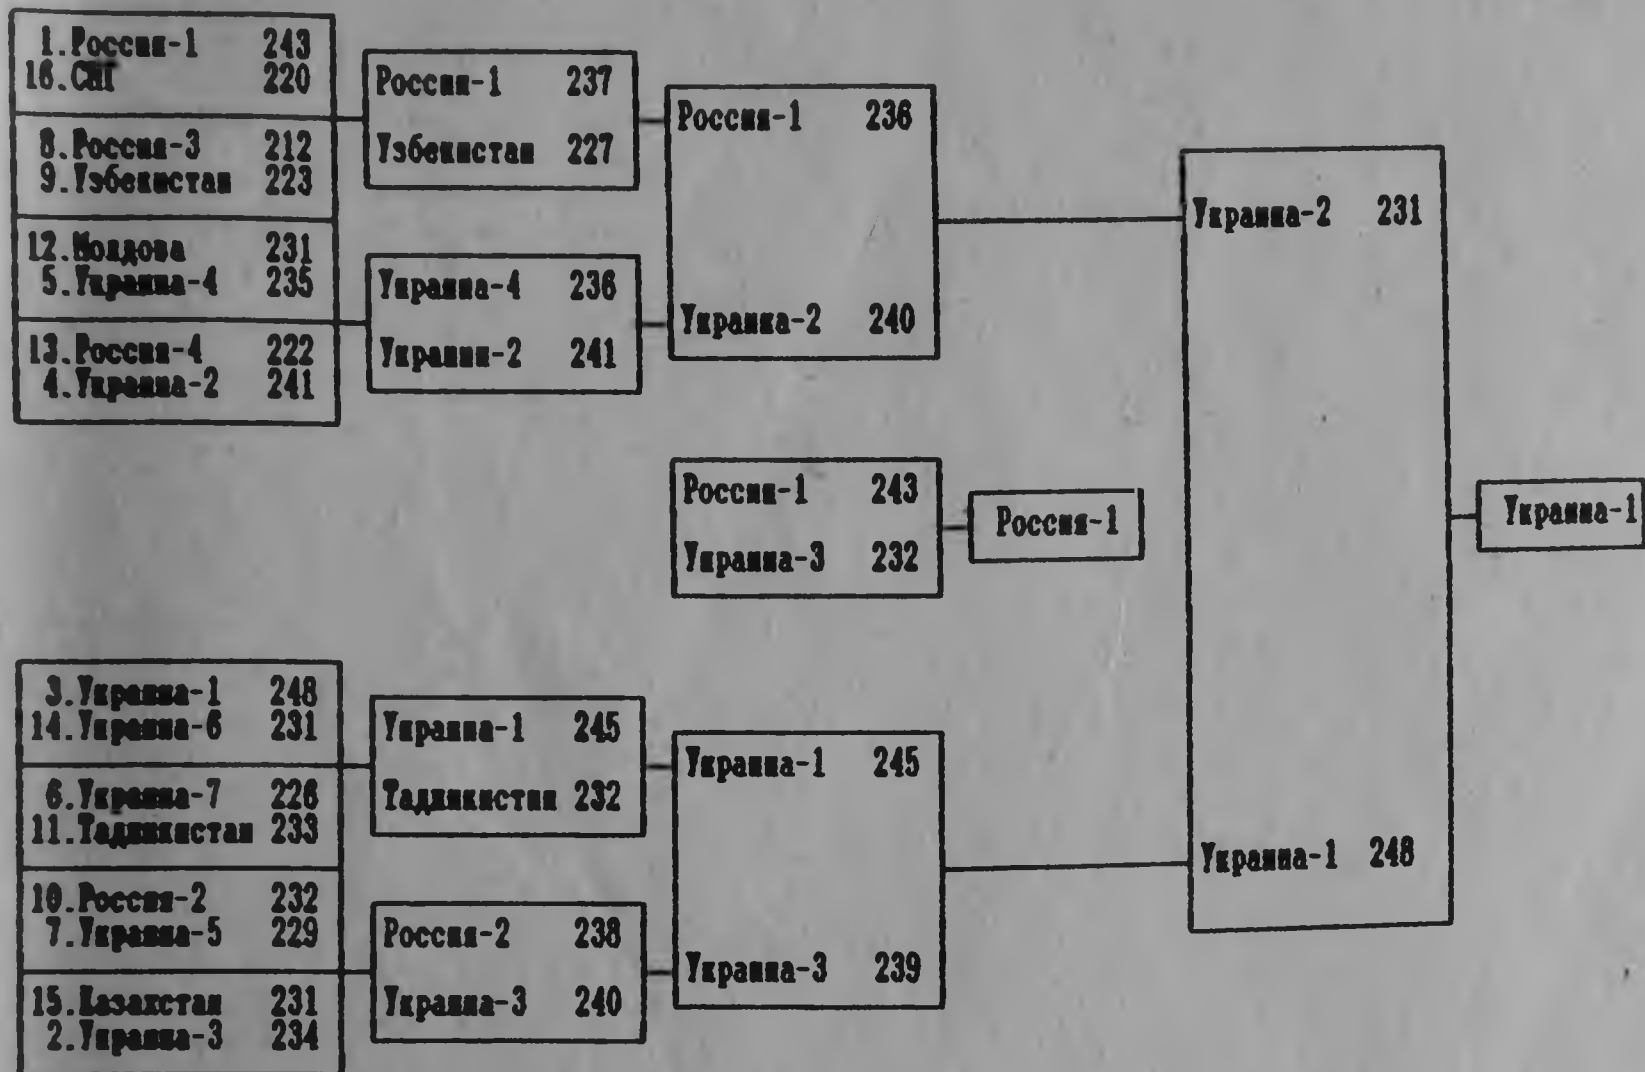 1.Россия-1 243
16.СНГ 220
8.Россия-3 212
9.Узбекистан 223
12.Молдова 231
5.Украина-4 235
13.Россия-4 222
4.Украина-2 241
Россия-1 237
Узбекистан 227
Украина-4 236
Украина-2 241
Россия-1 236
Украина-2 240
Россия-1 243
Украина-3 232
Россия-1
3.Украина-1 248
14.Украина-6 231
6.Украина-7 226
11.Таджикистан 233
10.Россия-2 232
7.Украина-5 229
15.Казахстан 231
2.Украина-3 234
Украина-1 245
Таджикистан 232
Россия-2 238
Украина-3 240
Украина-1 245
Украина-3 239
Украина-2 231
Украина-1 248
Украина-1